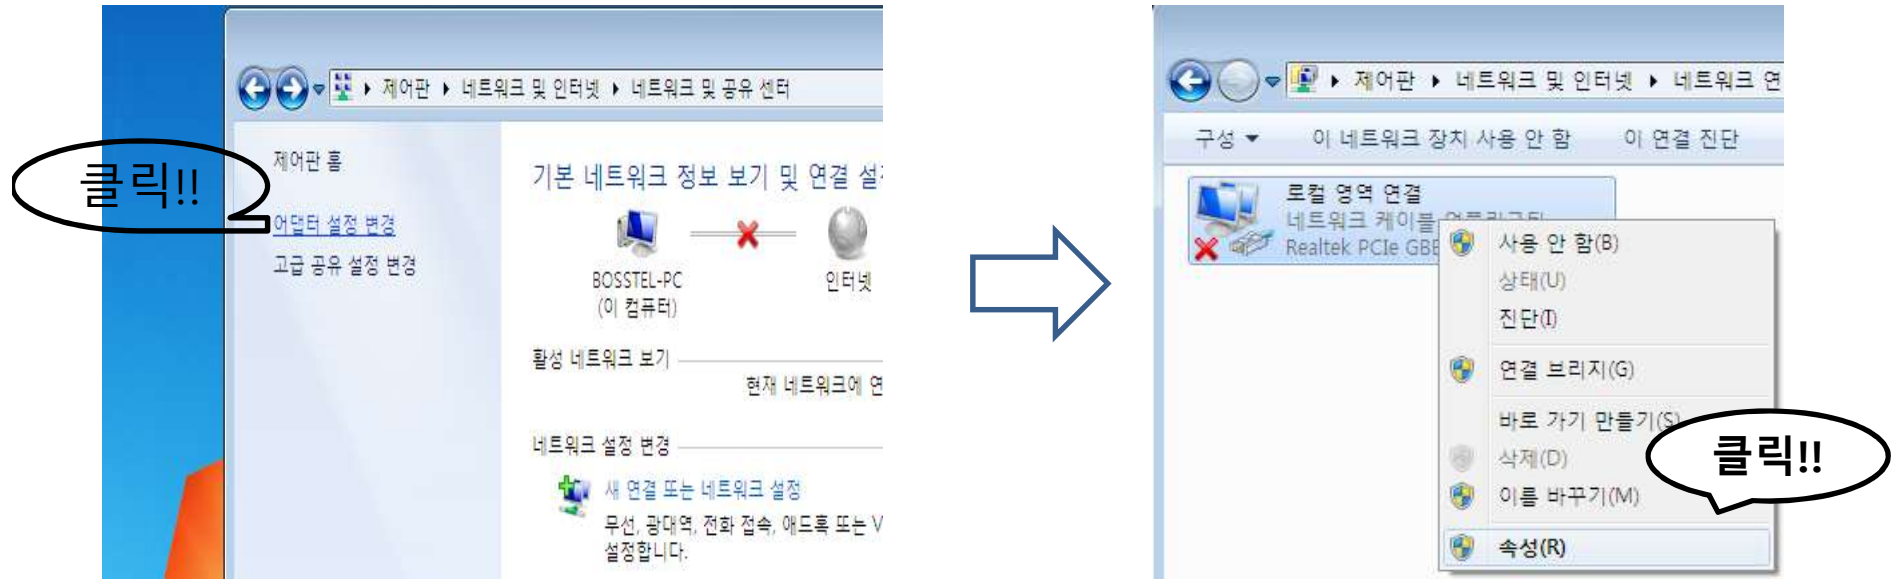 제어판 ▸ 네트워크 및 인터넷 ▸ 네트워크 및 공유 센터
클릭!!
제어판 홈
어댑터 설정 변경
고급 공유 설정 변경
기본 네트워크 정보 보기 및 연결
BOSSTEL-PC
(이 컴퓨터)
인터넷
활성 네트워크 보기
현재 네트워크에
네트워크 설정 변경
새 연결 또는 네트워크 설정
무선, 광대역, 전화 접속, 애드혹 또는 V
설정합니다.
제어판 ▸ 네트워크 및 인터넷 ▸ 네트워크 연
구성
이 네트워크 장치 사용 안 함
이 연결 진단
로컬 영역 연결
네트워크 케이블
Realtek PCIe
사용 안 함(B)
상태(U)
진단(I)
연결 브리지(G)
바로 가기 만들기(S)
삭제(D)
이름 바꾸기(M)
속성(R)
클릭!!